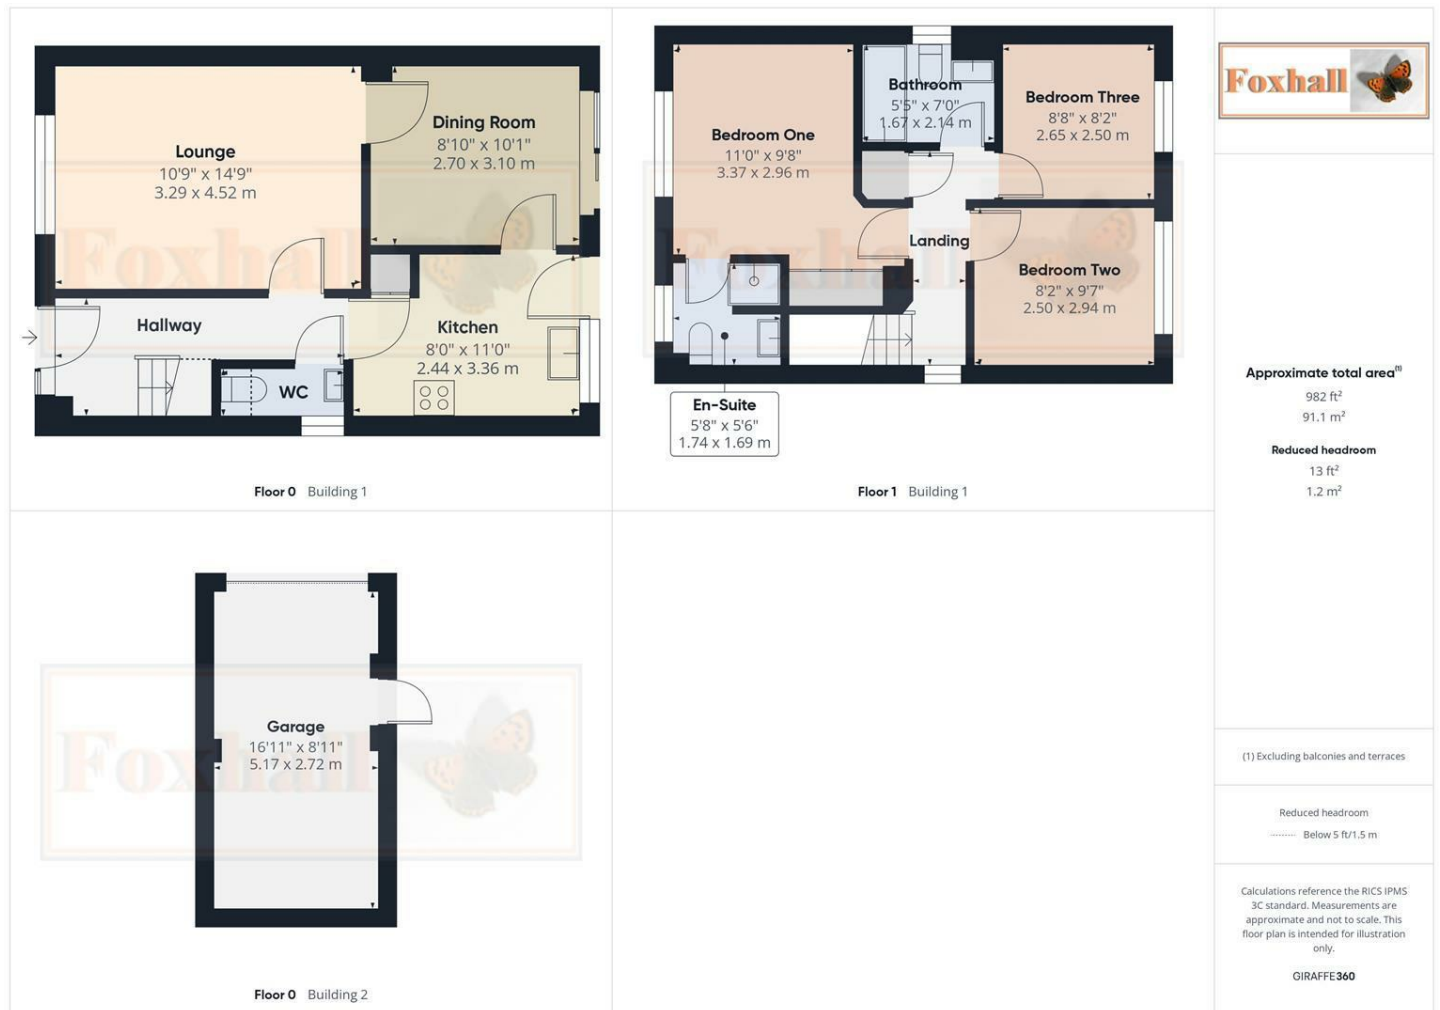 Lounge
10'9" x 14'9"
3.29 x 4.52 m
Dining Room
8'10" x 10'1"
2.70 x 3.10 m
Hallway
Kitchen
8'0" x 11'0"
2.44 x 3.36 m
WC
Floor 0 Building 1
Bedroom One
11'0" x 9'8"
3.37 x 2.96 m
Bathroom
5'5" x 7'0"
1.67 x 2.14 m
Bedroom Three
8'8" x 8'2"
2.65 x 2.50 m
Landing
Bedroom Two
8'2" x 9'7"
2.50 x 2.94 m
En-Suite
5'8" x 5'6"
1.74 x 1.69 m
Floor 1 Building 1
Garage
16'11" x 8'11"
5.17 x 2.72 m
Floor 0 Building 2
Foxhall
Foxhall
Foxhall
Foxhall
Approximate total area(1)
982 ft²
91.1 m²
Reduced headroom
13 ft²
1.2 m²
(1) Excluding balconies and terraces
Reduced headroom
Below 5 ft/1.5 m
Calculations reference the RICS IPMS
3C standard. Measurements are
approximate and not to scale. This
floor plan is intended for illustration
only.
GIRAFFE360